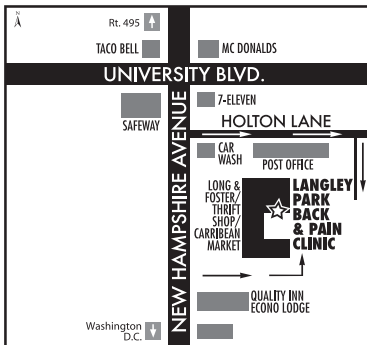 N
Rt. 495
TACO BELL
MC DONALDS
UNIVERSITY BLVD.
SAFEWAY
7-ELEVEN
HOLTON LANE
NEW HAMPSHIRE AVENUE
CAR
WASH
POST OFFICE
LONG &
FOSTER/
THRIFT
SHOP/
CARRIBEAN
MARKET
LANGLEY
PARK
BACK
& PAIN
CLINIC
QUALITY INN
ECONO LODGE
Washington
D.C.